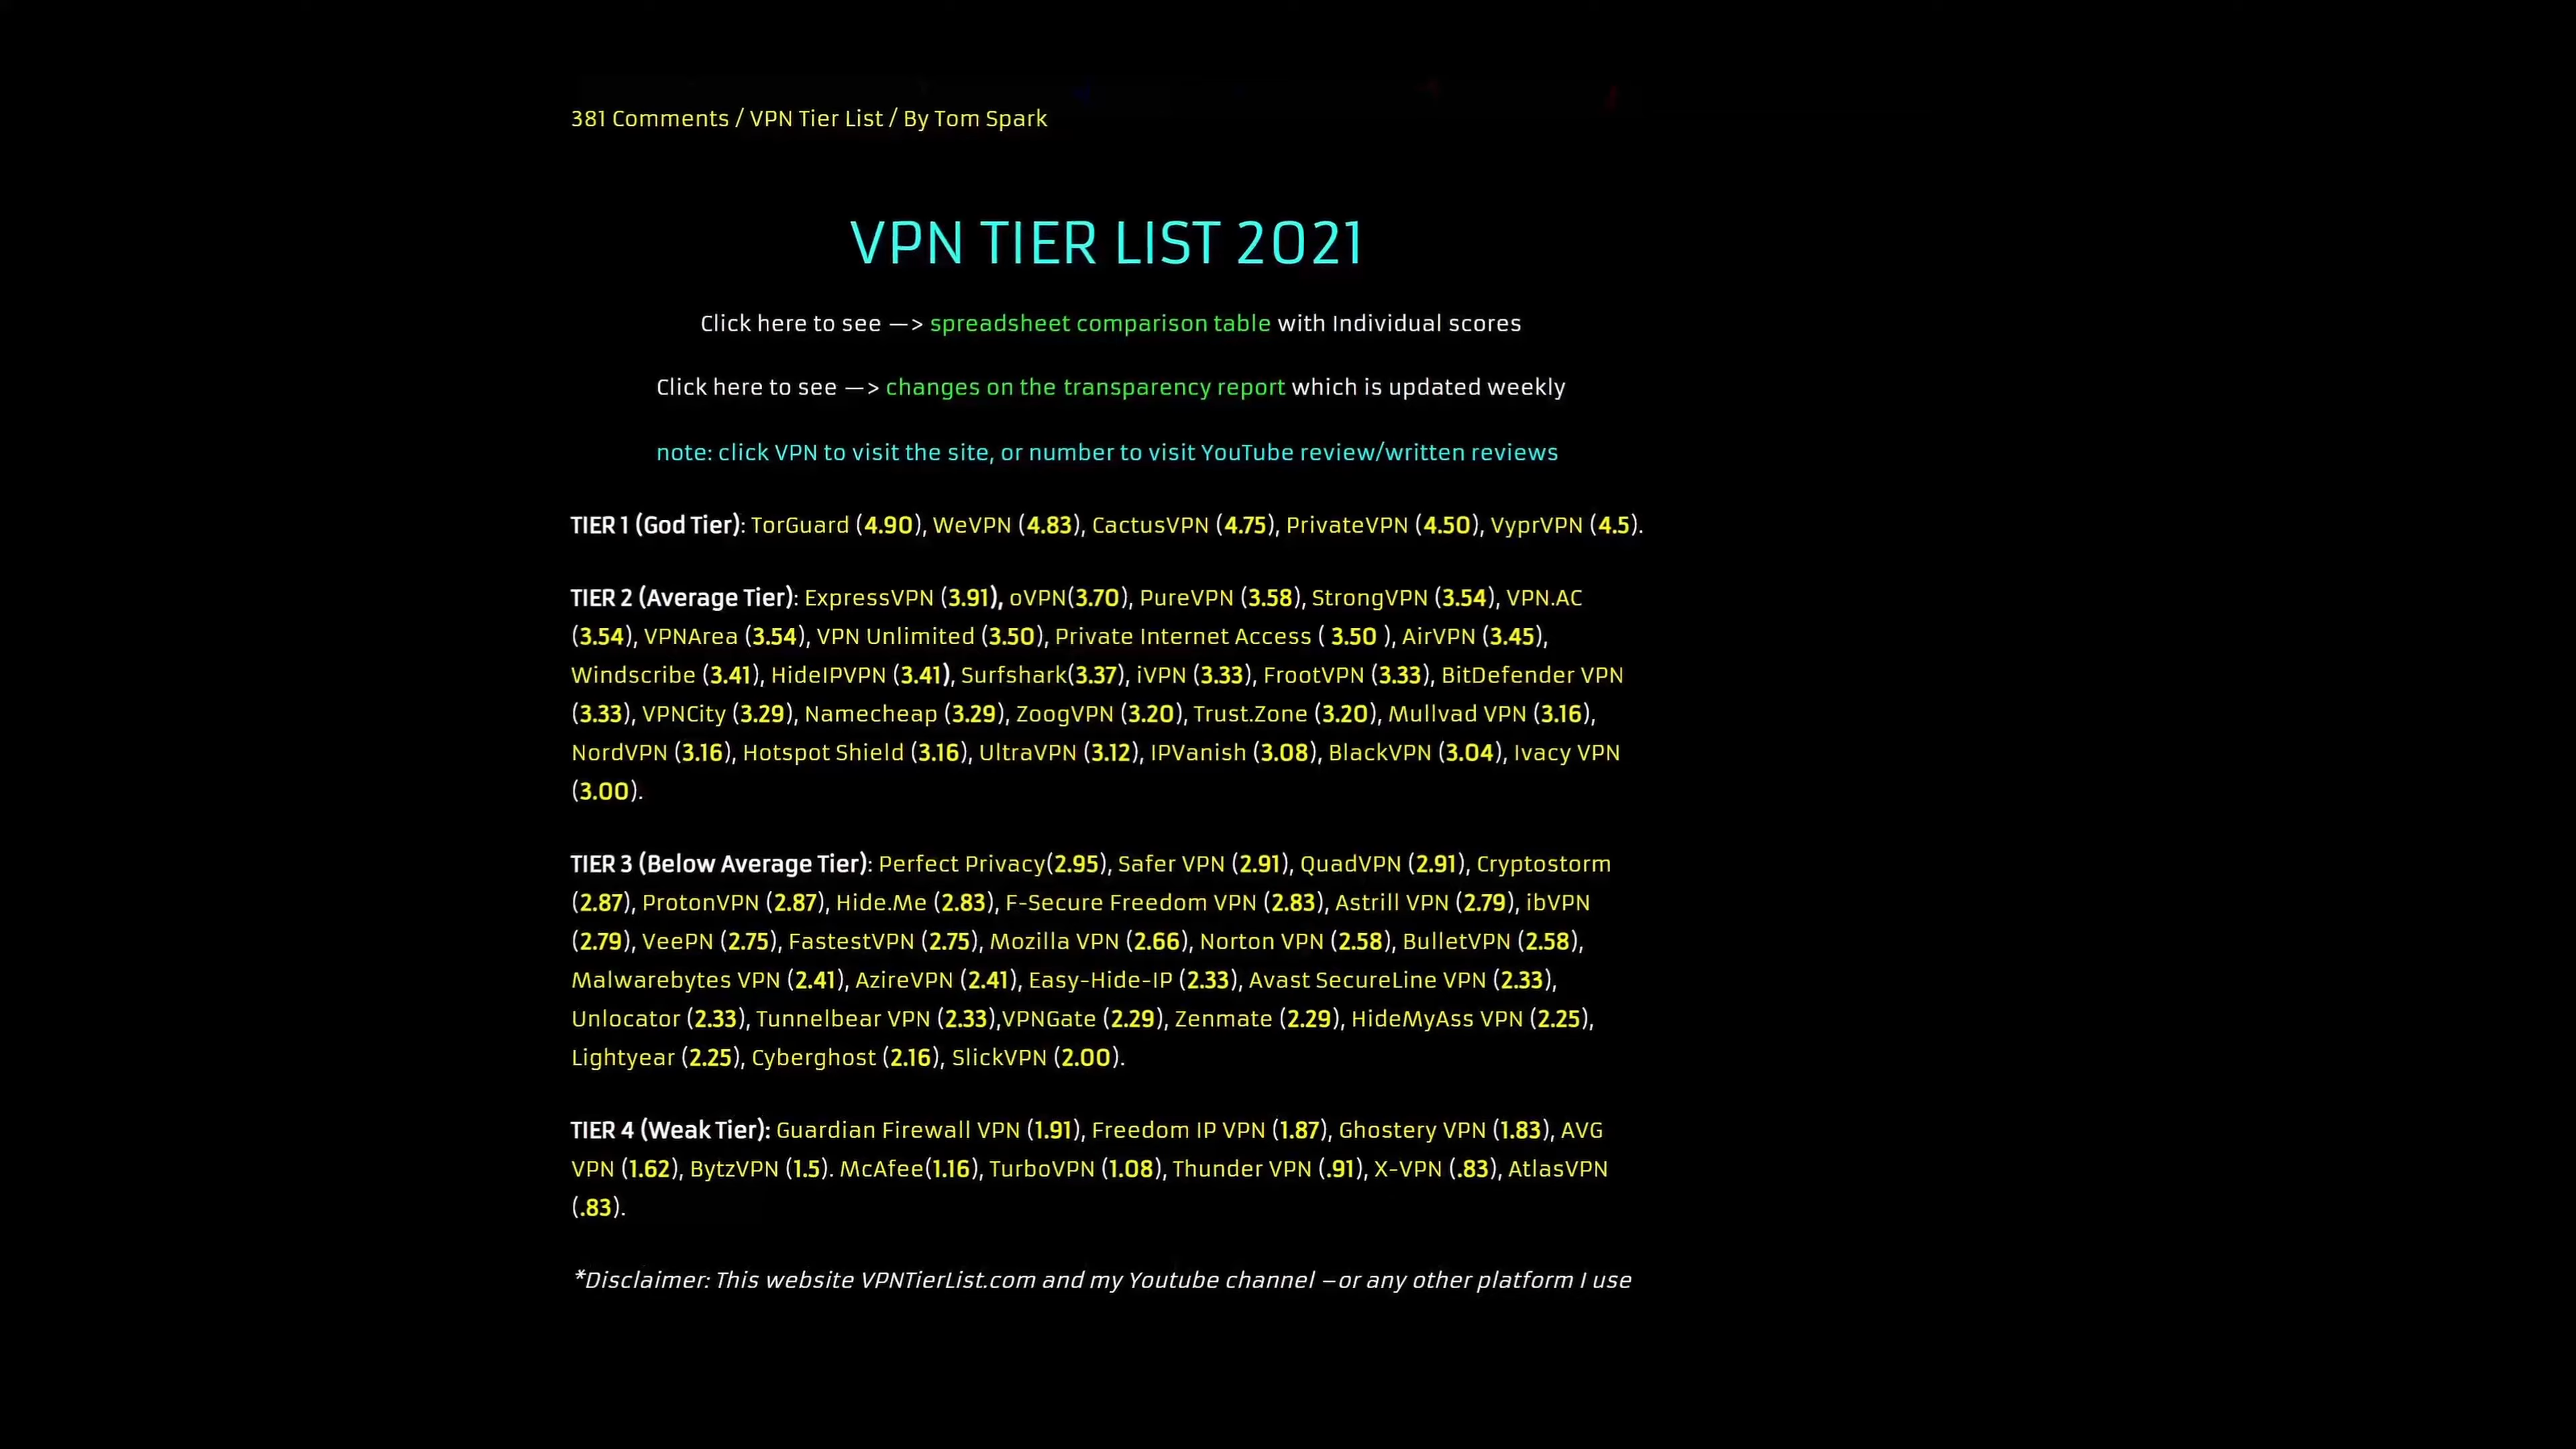 381 Comments / VPN Tier List / By Tom Spark
VPN TIER LIST 2021
Click here to see —> spreadsheet comparison table with Individual scores
Click here to see —> changes on the transparency report which is updated weekly
note: click VPN to visit the site, or number to visit YouTube review/written reviews
TIER 1 (God Tier): TorGuard (4.90), WeVPN (4.83), CactusVPN (4.75), PrivateVPN (4.50), VyprVPN (4.5).
TIER 2 (Average Tier): ExpressVPN (3.91), oVPN(3.70), PureVPN (3.58), StrongVPN (3.54), VPN.AC
(3.54), VPNArea (3.54), VPN Unlimited (3.50), Private Internet Access ( 3.50 ), AirVPN (3.45),
Windscribe (3.41), HideIPVPN (3.41), Surfshark(3.37), iVPN (3.33), FrootVPN (3.33), BitDefender VPN
(3.33), VPNCity (3.29), Namecheap (3.29), ZoogVPN (3.20), Trust.Zone (3.20), Mullvad VPN (3.16),
NordVPN (3.16), Hotspot Shield (3.16), UltraVPN (3.12), IPVanish (3.08), BlackVPN (3.04), Ivacy VPN
(3.00).
TIER 3 (Below Average Tier): Perfect Privacy(2.95), Safer VPN (2.91), QuadVPN (2.91), Cryptostorm
(2.87), ProtonVPN (2.87), Hide.Me (2.83), F-Secure Freedom VPN (2.83), Astrill VPN (2.79), ibVPN
(2.79), VeePN (2.75), FastestVPN (2.75), Mozilla VPN (2.66), Norton VPN (2.58), BulletVPN (2.58),
Malwarebytes VPN (2.41), AzireVPN (2.41), Easy-Hide-IP (2.33), Avast SecureLine VPN (2.33),
Unlocator (2.33), Tunnelbear VPN (2.33),VPNGate (2.29), Zenmate (2.29), HideMyAss VPN (2.25),
Lightyear (2.25), Cyberghost (2.16), SlickVPN (2.00).
TIER 4 (Weak Tier): Guardian Firewall VPN (1.91), Freedom IP VPN (1.87), Ghostery VPN (1.83), AVG
VPN (1.62), BytzVPN (1.5). McAfee(1.16), TurboVPN (1.08), Thunder VPN (.91), X-VPN (.83), AtlasVPN
(.83).
*Disclaimer: This website VPNTierList.com and my Youtube channel –or any other platform I use